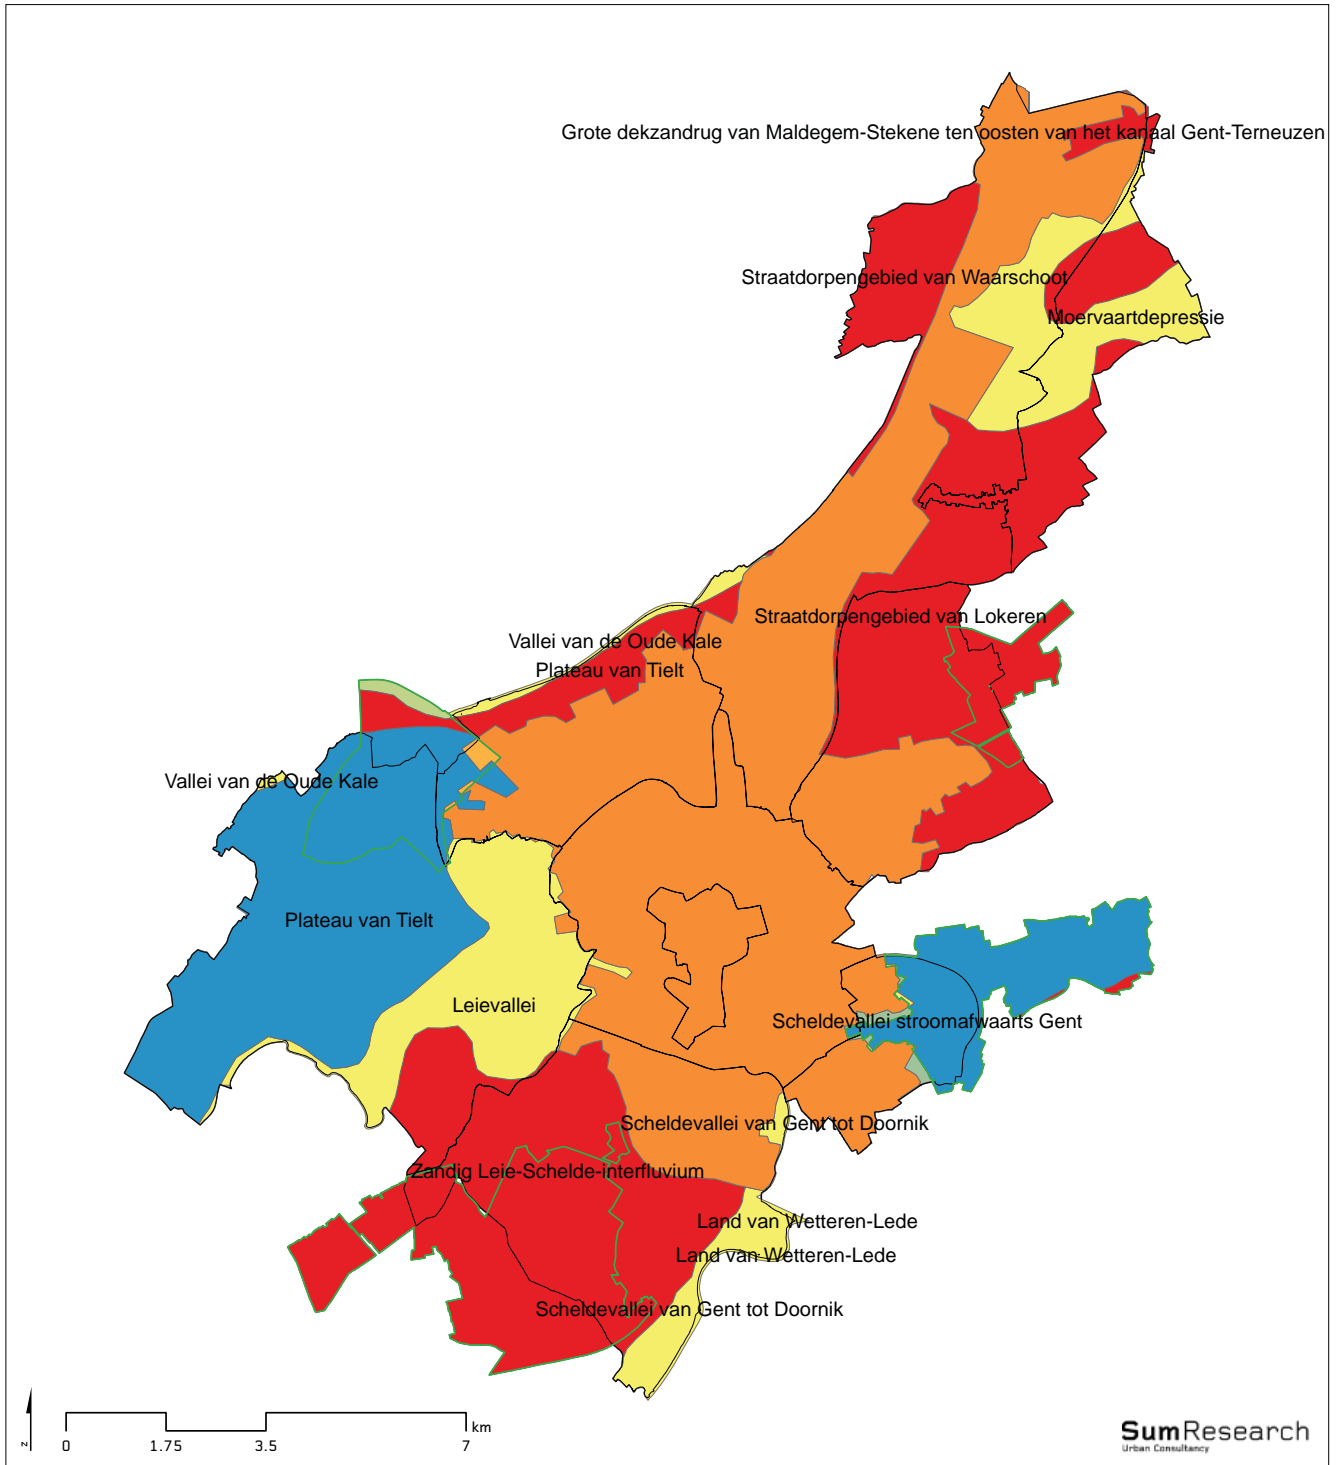 Grote dekzandrug van Maldegem-Stekene ten oosten van het kanaal Gent-Terneuzen
Straatdorpengebied van Waarschoot
Moervaartdepressie
Straatdorpengebied van Lokeren
Vallei van de Oude Kale
Plateau van Tielt
Vallei van de Oude Kale
Plateau van Tielt
Leievallei
Scheldevallei stroomafwaarts Gent
Scheldevallei van Gent tot Doornik
Zandig Leie-Schelde-interfluvium
Land van Wetteren-Lede
Land van Wetteren-Lede
Scheldevallei van Gent tot Doornik
km
0 1.75 3.5 7
N
SumResearch
Urban Consultancy